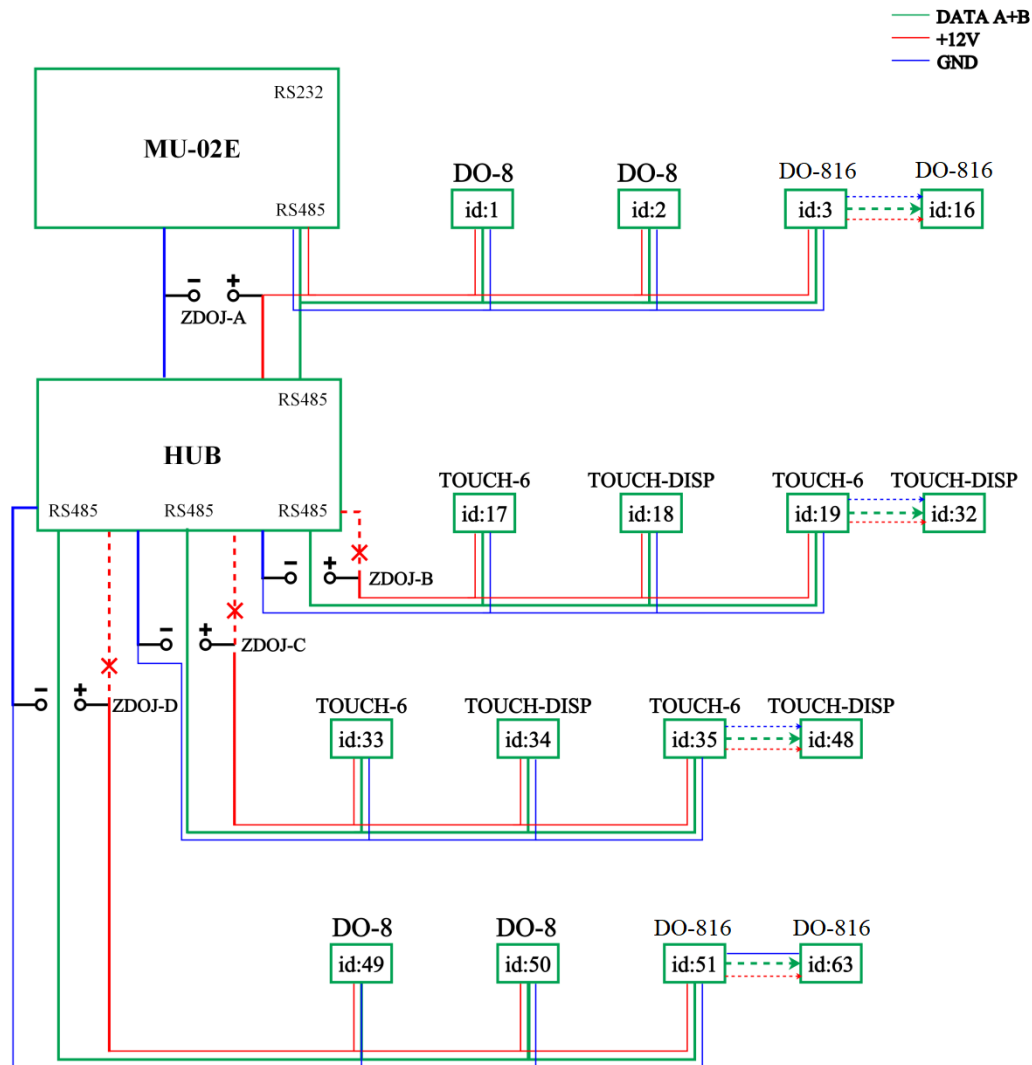 DATA A+B
+12V
GND
RS232
MU-02E
RS485
DO-8
DO-8
DO-816
DO-816
id:1
id:2
id:3
id:16
- +
ZDOJ-A
RS485
HUB
RS485
RS485
RS485
TOUCH-6
TOUCH-DISP
TOUCH-6
TOUCH-DISP
id:17
id:18
id:19
id:32
- +
ZDOJ-B
- +
ZDOJ-C
- +
ZDOJ-D
TOUCH-6
TOUCH-DISP
TOUCH-6
TOUCH-DISP
id:33
id:34
id:35
id:48
DO-8
DO-8
DO-816
DO-816
id:49
id:50
id:51
id:63